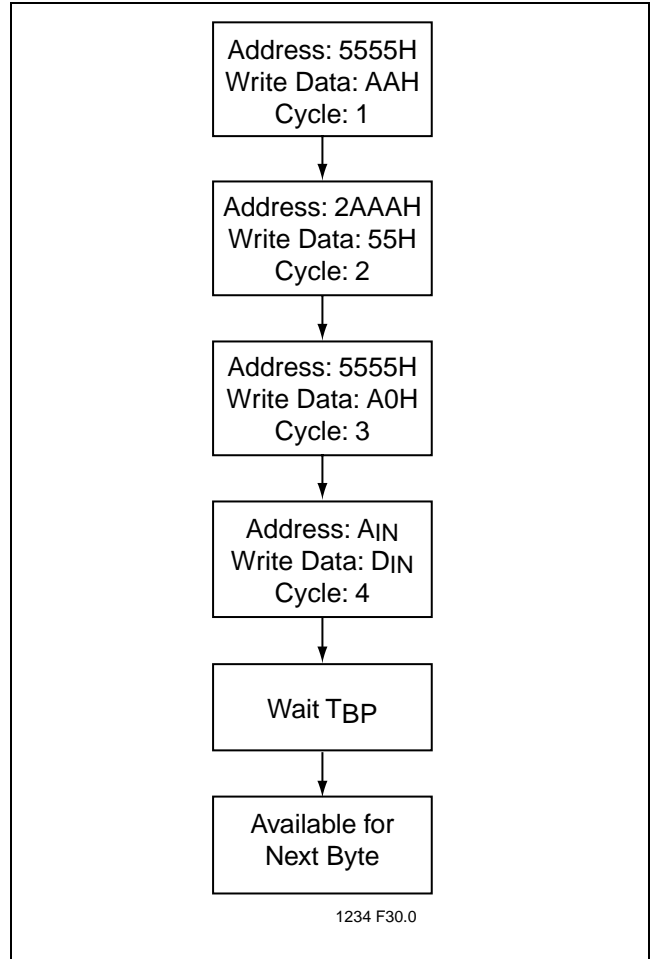 Address: 5555H
Write Data: AAH
Cycle: 1
Address: 2AAAH
Write Data: 55H
Cycle: 2
Address: 5555H
Write Data: A0H
Cycle: 3
Address: AIN
Write Data: DIN
Cycle: 4
Wait TBP
Available for
Next Byte
1234 F30.0